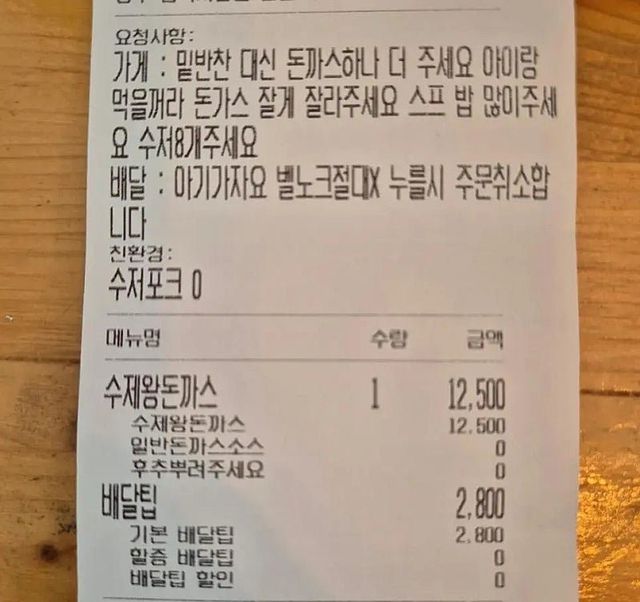 요청사항:
가게 : 밑반찬 대신 돈까스하나 더 주세요 아이랑
먹을꺼라 돈가스 잘게 잘라주세요 스프 밥 많이주세
요 수저8개주세요
배달 : 아기가자요 벨노크절대X 누를시 주문취소합
니다
친환경:
수저포크 0
메뉴명 수량 금액
수제왕돈까스 1 12,500
수제왕돈까스 12,500
일반돈까스소스 0
후추뿌려주세요 0
배달팁 2,800
기본 배달팁 2,800
할증 배달팁 0
배달팁 할인 0